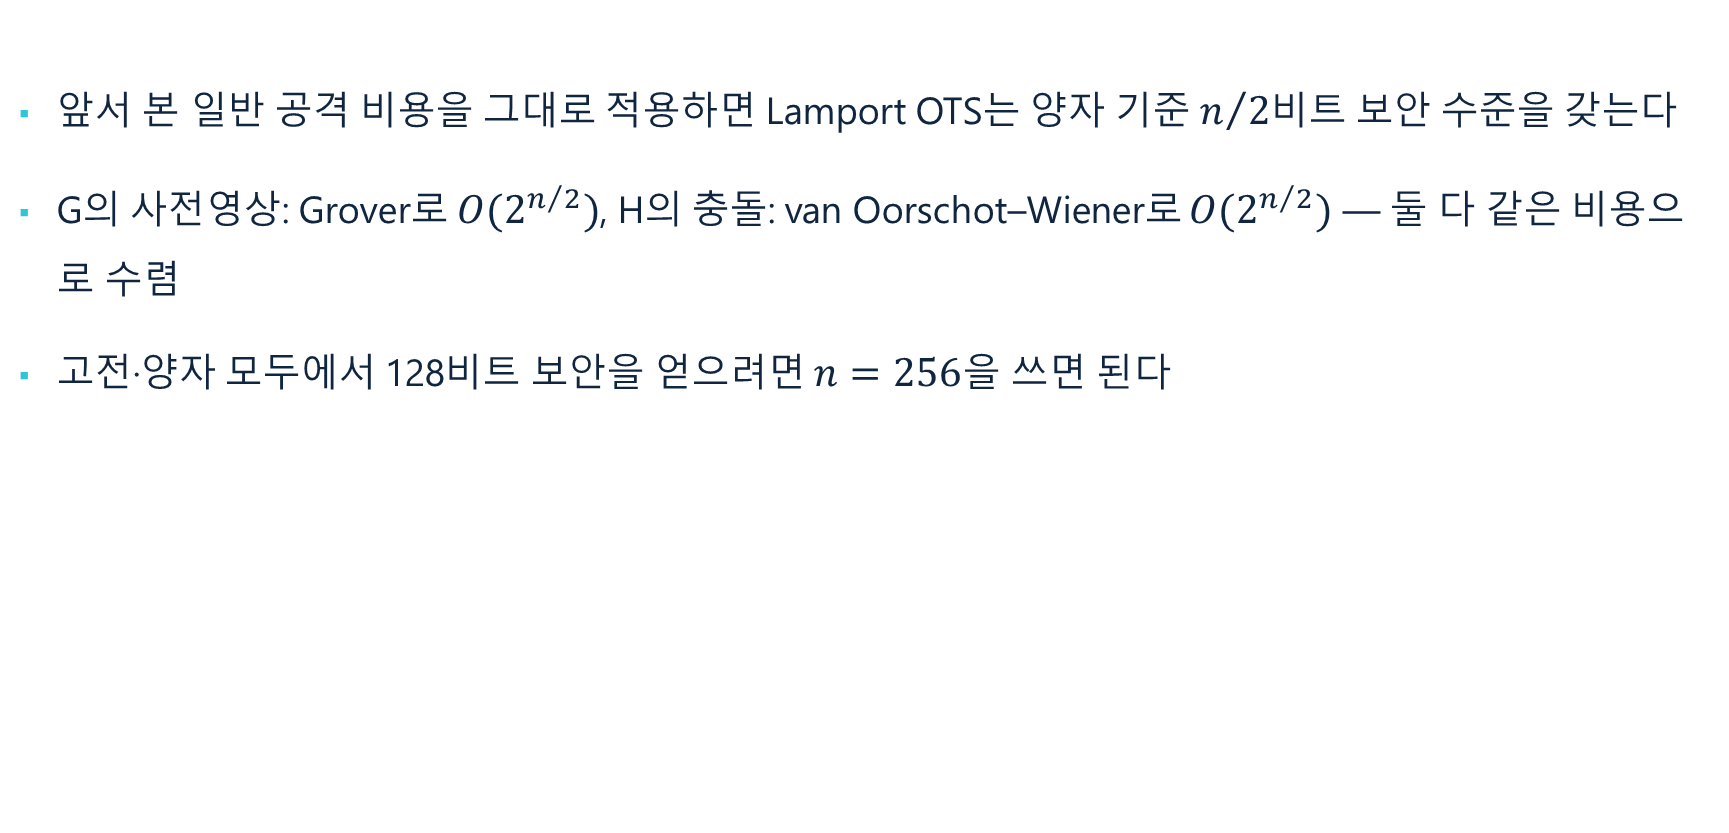 ▪ 앞서 본 일반 공격 비용을 그대로 적용하면 Lamport OTS는 양자 기준 n/2비트 보안 수준을 갖는다
▪ G의 사전영상: Grover로 O(2^{n/2}), H의 충돌: van Oorschot–Wiener로 O(2^{n/2}) — 둘 다 같은 비용으
로 수렴
▪ 고전·양자 모두에서 128비트 보안을 얻으려면 n = 256을 쓰면 된다